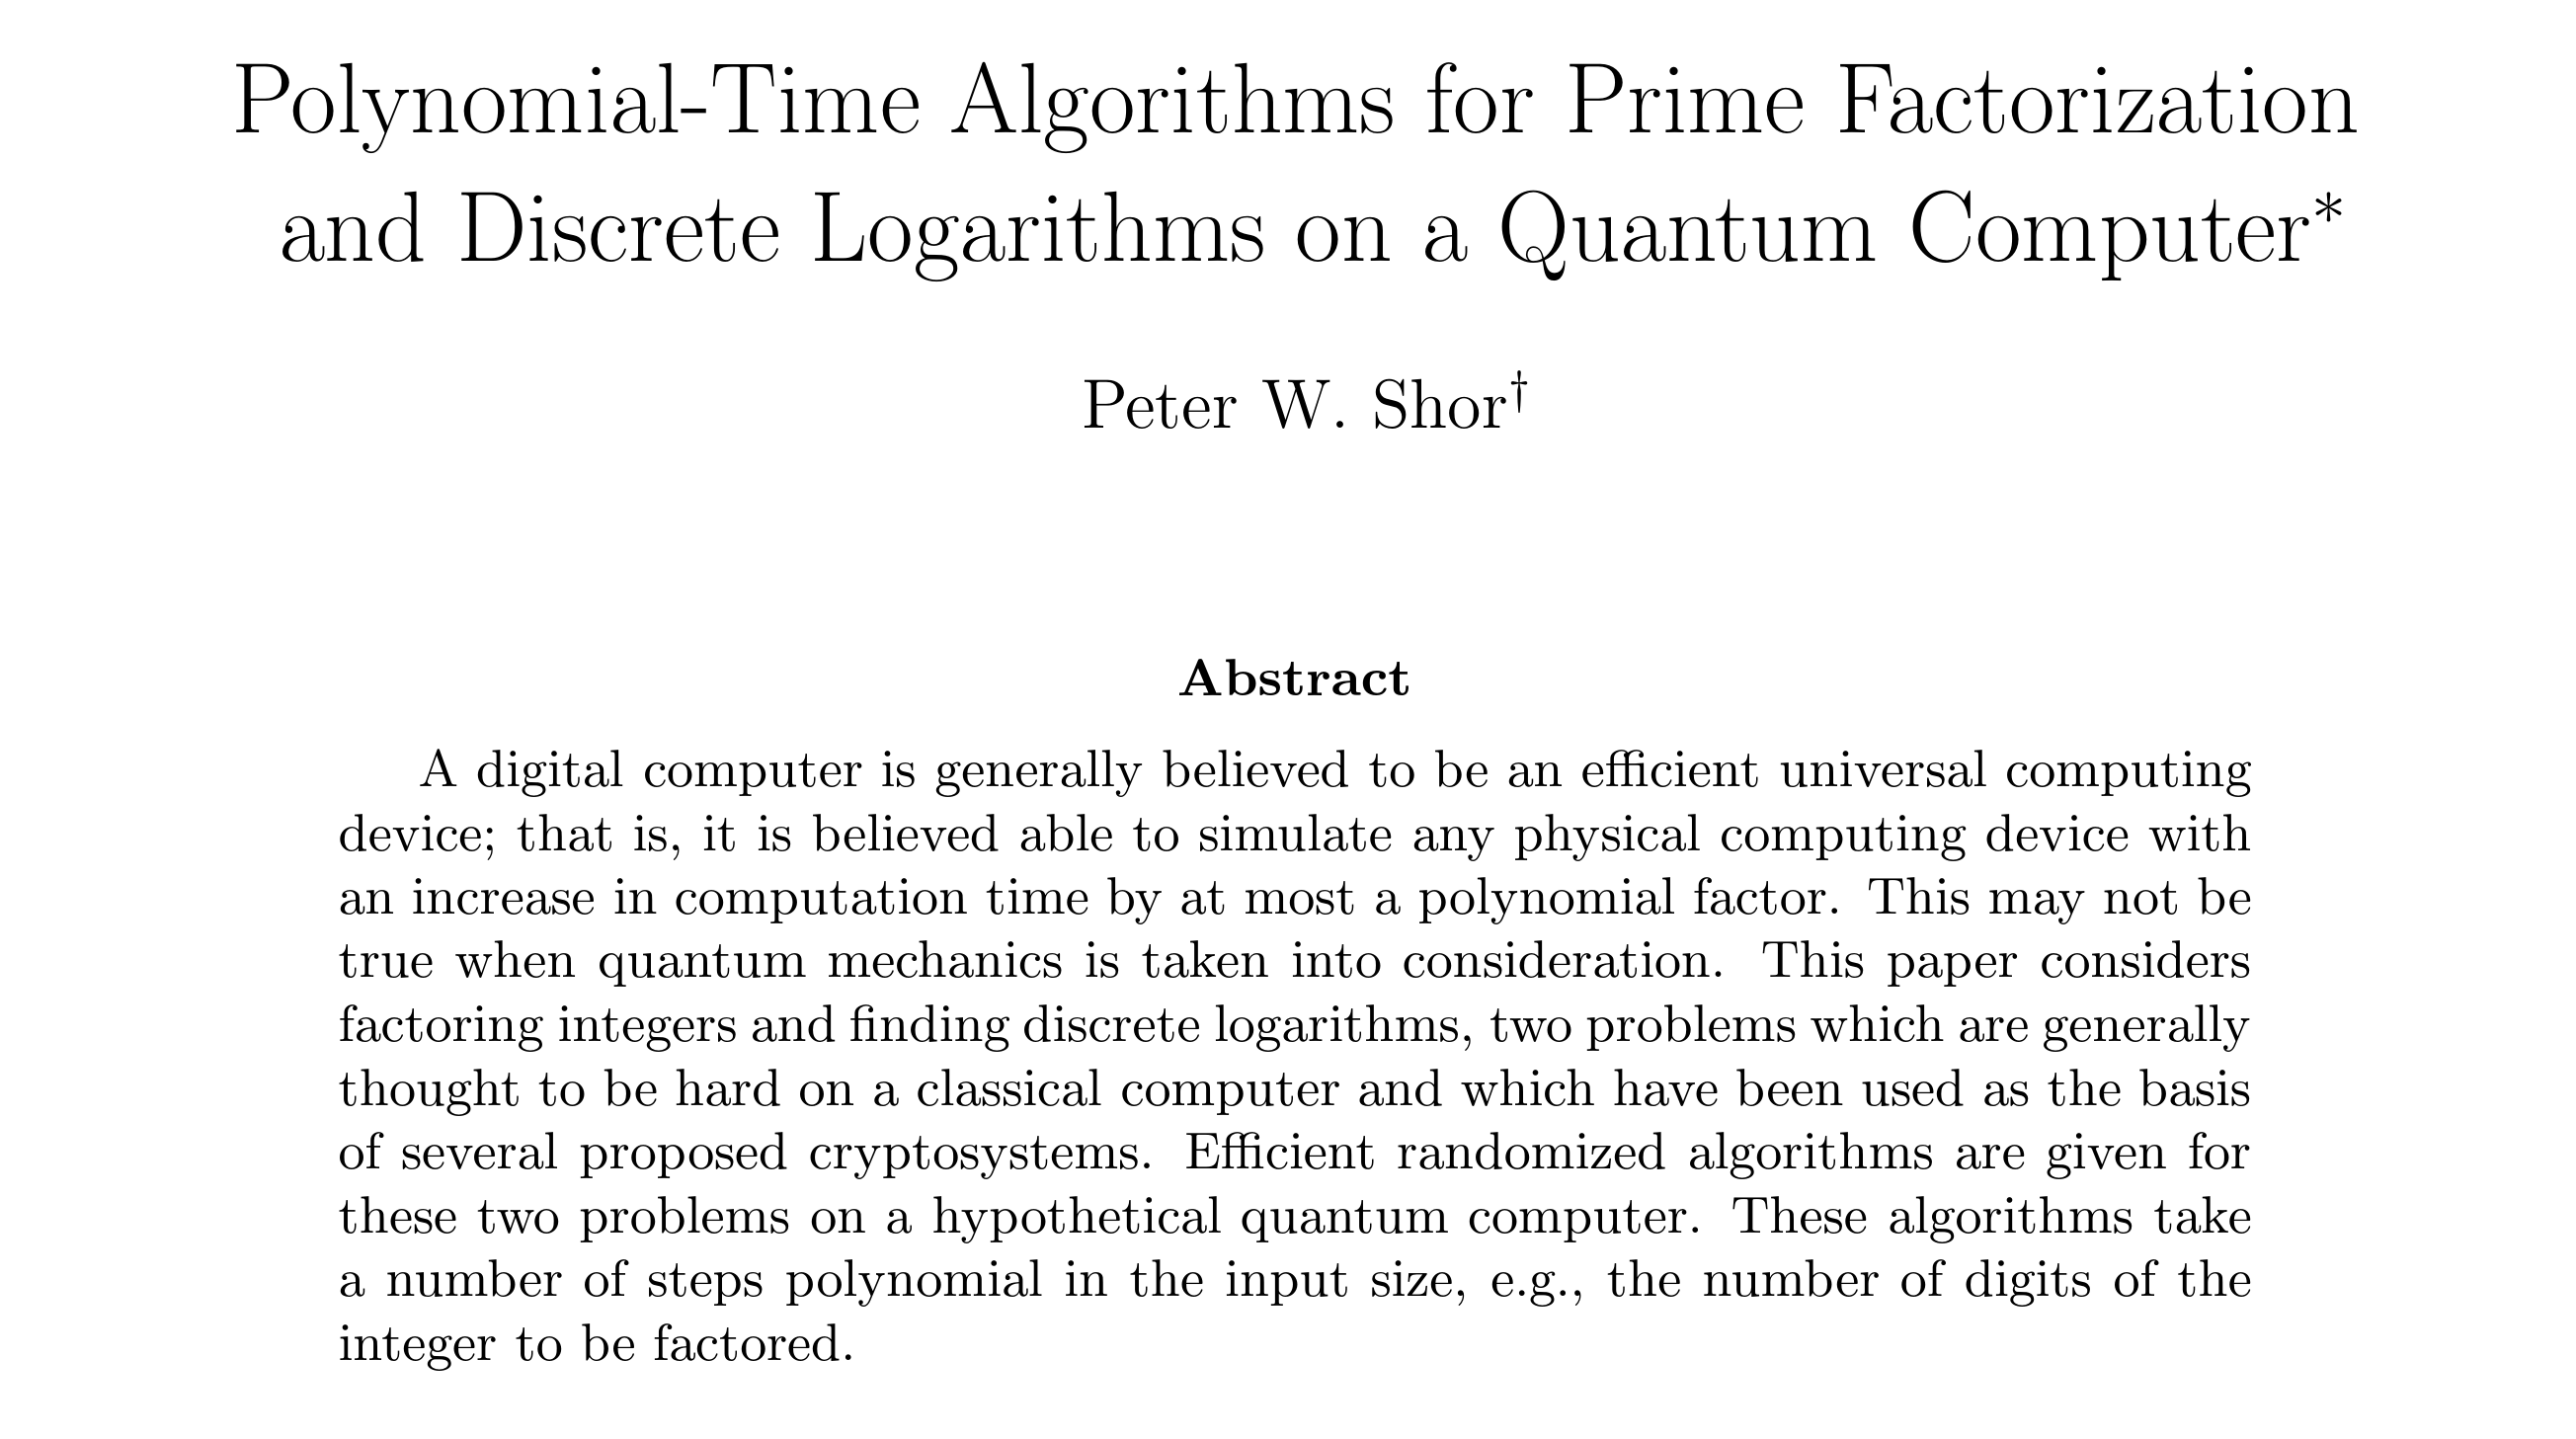 Polynomial-Time Algorithms for Prime Factorization
and Discrete Logarithms on a Quantum Computer*
Peter W. Shor†
Abstract
A digital computer is generally believed to be an efficient universal computing
device; that is, it is believed able to simulate any physical computing device with
an increase in computation time by at most a polynomial factor. This may not be
true when quantum mechanics is taken into consideration. This paper considers
factoring integers and finding discrete logarithms, two problems which are generally
thought to be hard on a classical computer and which have been used as the basis
of several proposed cryptosystems. Efficient randomized algorithms are given for
these two problems on a hypothetical quantum computer. These algorithms take
a number of steps polynomial in the input size, e.g., the number of digits of the
integer to be factored.